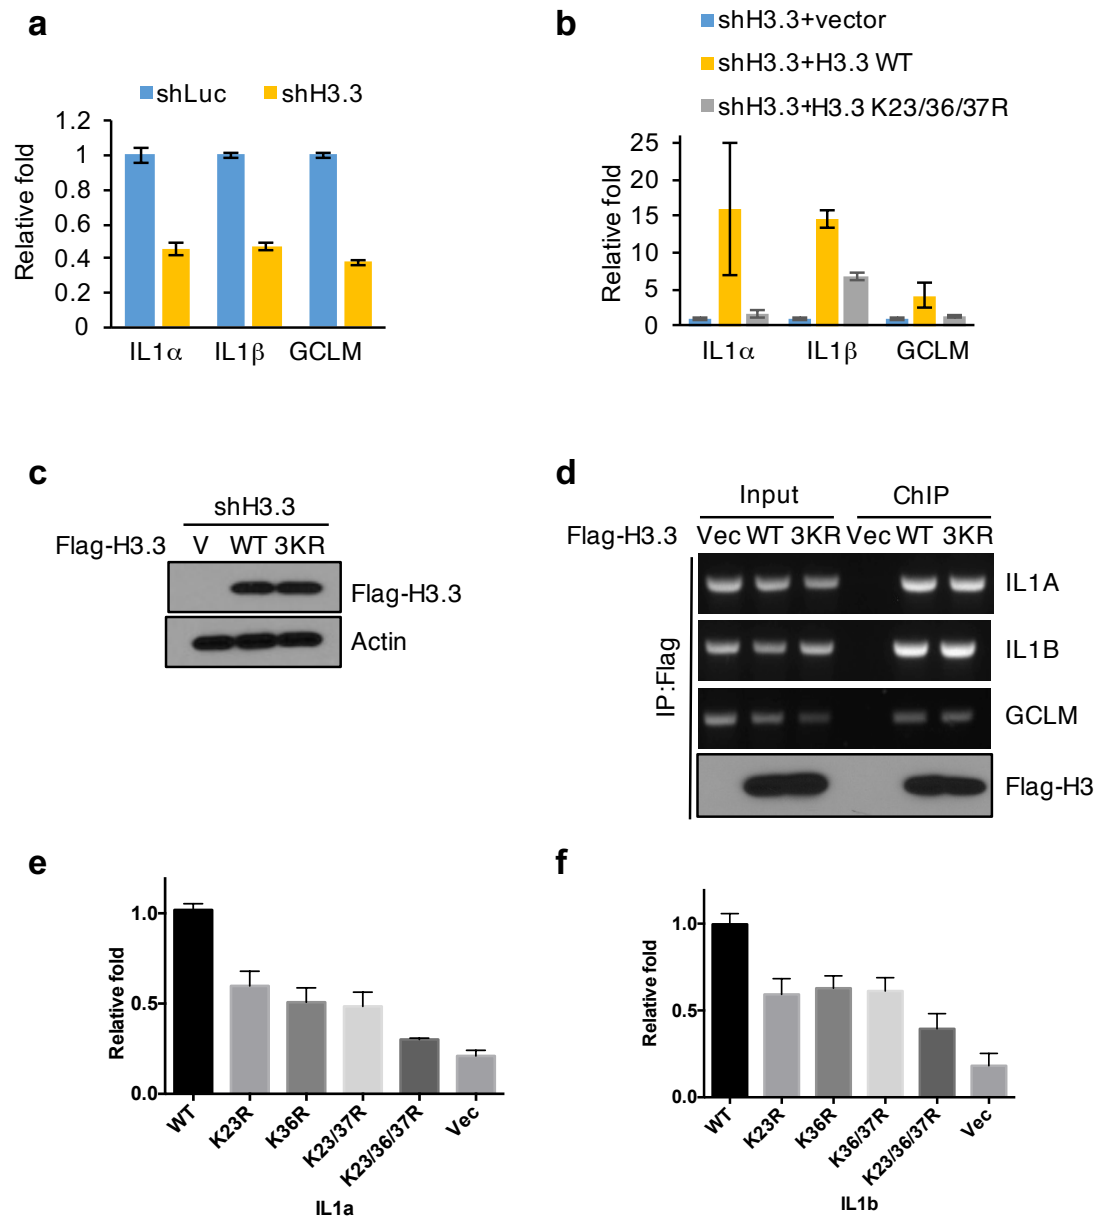 a
shLuc shH3.3
Relative fold
1.2
1
0.8
0.6
0.4
0.2
0
IL1α IL1β GCLM
b
shH3.3+vector
shH3.3+H3.3 WT
shH3.3+H3.3 K23/36/37R
Relative fold
25
20
15
10
5
0
IL1α IL1β GCLM
c
shH3.3
Flag-H3.3 V WT 3KR
Flag-H3.3
Actin
d
Input ChIP
Flag-H3.3 Vec WT 3KR Vec WT 3KR
IP:Flag
IL1A
IL1B
GCLM
Flag-H3
e
Relative fold
1.0
0.5
0.0
WT K23R K36R K23/37R K23/36/37R Vec
IL1a
f
Relative fold
1.0
0.5
0.0
WT K23R K36R K36/37R K23/36/37R Vec
IL1b